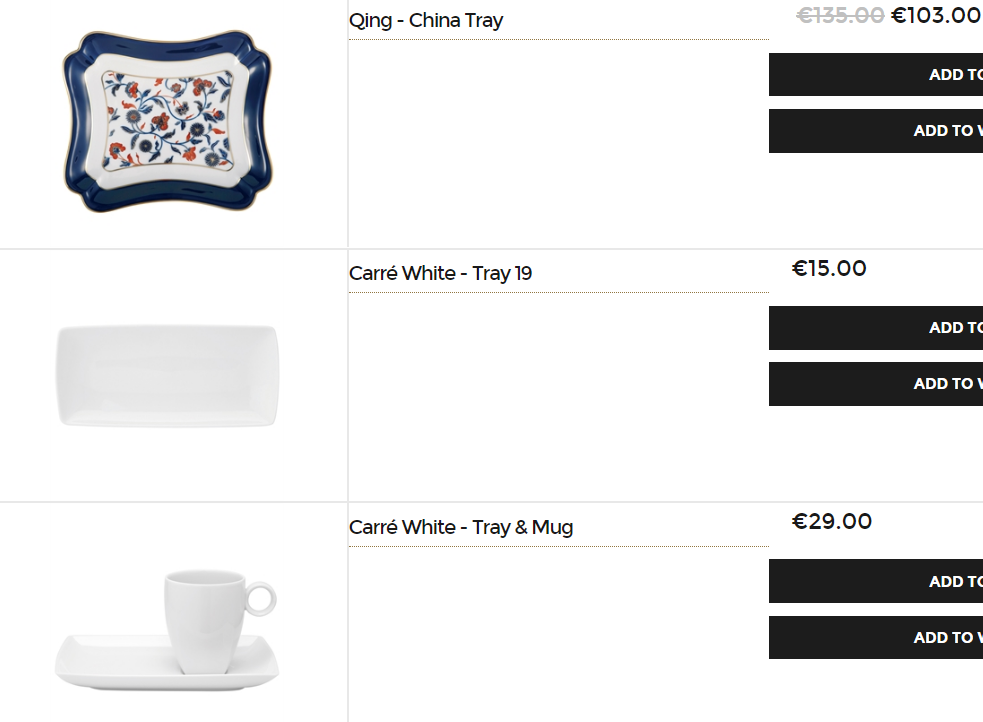 Qing - China Tray
€135.00 €103.00
ADD TO
ADD TO
Carré White - Tray 19
€15.00
ADD TO
ADD TO
Carré White - Tray & Mug
€29.00
ADD TO
ADD TO